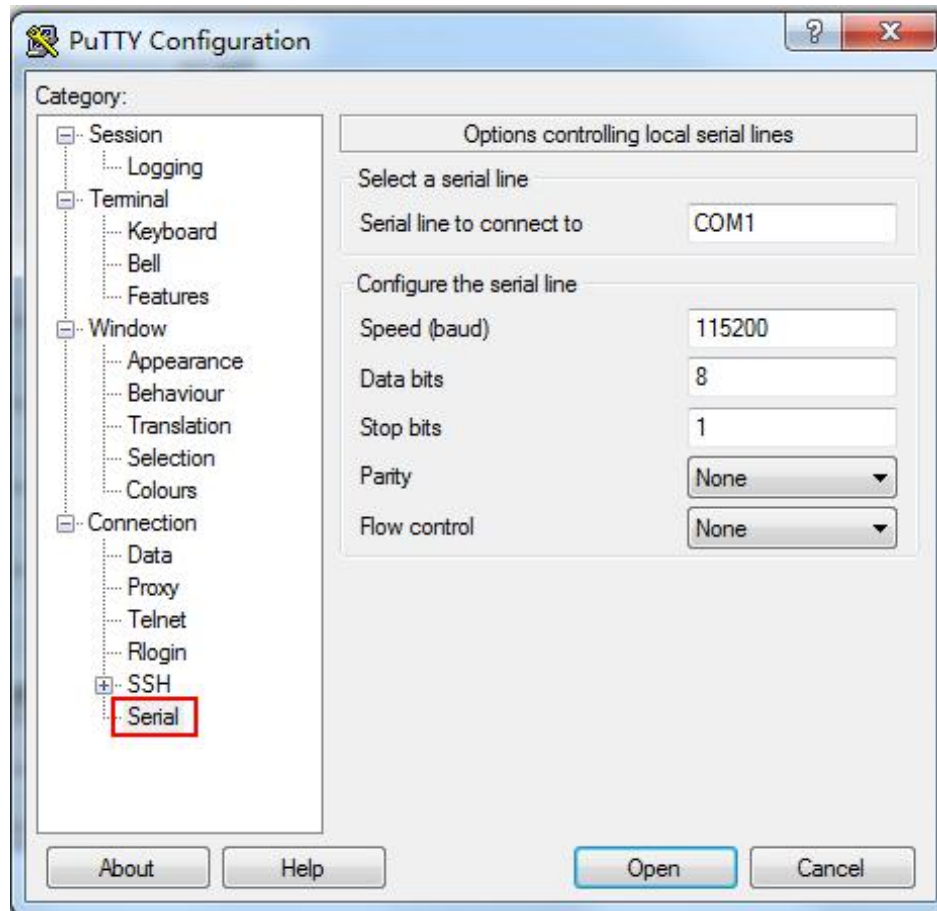 PuTTY Configuration
Category:
Session
Logging
Terminal
Keyboard
Bell
Features
Window
Appearance
Behaviour
Translation
Selection
Colours
Connection
Data
Proxy
Telnet
Rlogin
SSH
Serial
Options controlling local serial lines
Select a serial line
Serial line to connect to COM1
Configure the serial line
Speed (baud) 115200
Data bits 8
Stop bits 1
Parity None
Flow control None
About Help Open Cancel